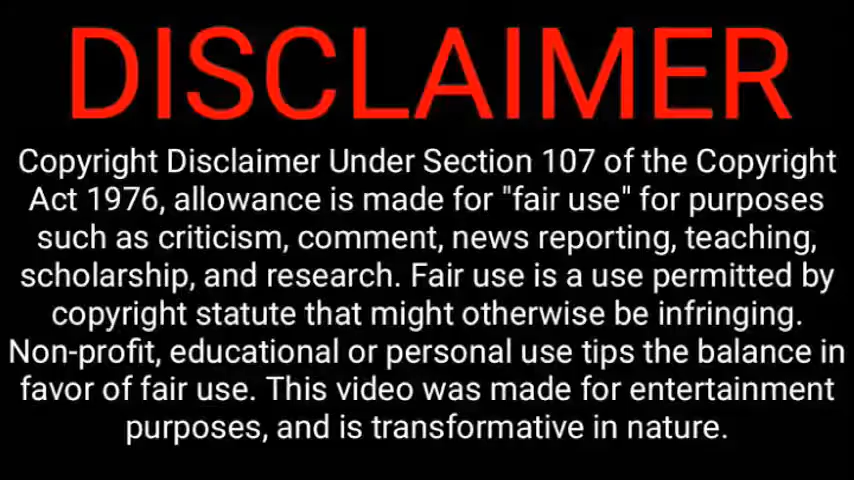 DISCLAIMER
Copyright Disclaimer Under Section 107 of the Copyright
Act 1976, allowance is made for "fair use" for purposes
such as criticism, comment, news reporting, teaching,
scholarship, and research. Fair use is a use permitted by
copyright statute that might otherwise be infringing.
Non-profit, educational or personal use tips the balance in
favor of fair use. This video was made for entertainment
purposes, and is transformative in nature.